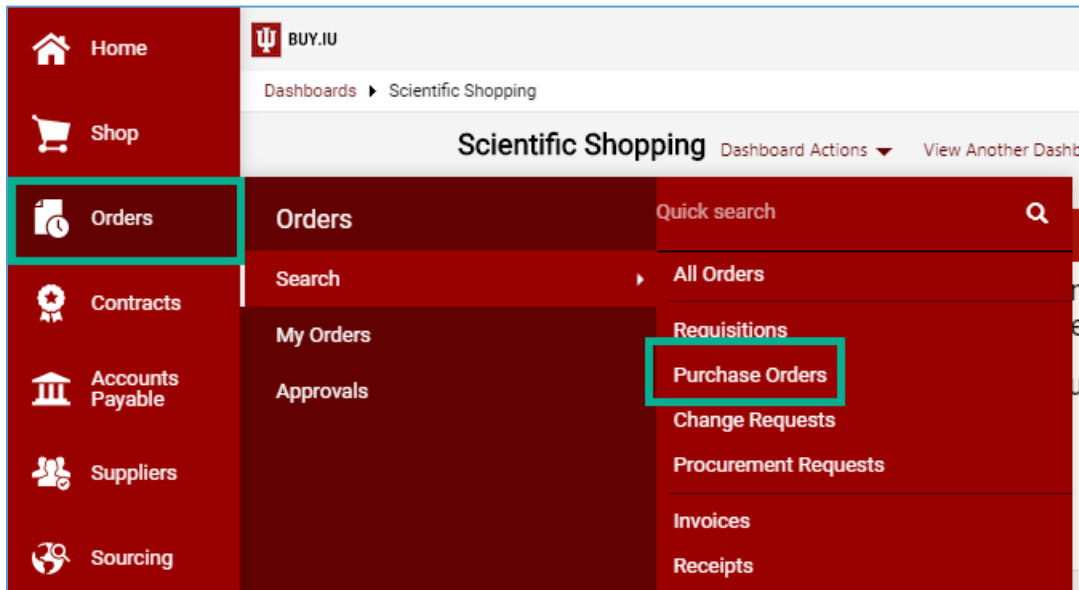 Home
BUY.IU
Dashboards Scientific Shopping
Shop
Scientific Shopping Dashboard Actions View Another
Orders
Orders
Quick search
Search
All Orders
Contracts
My Orders
Requisitions
Accounts
Payable
Approvals
Purchase Orders
Change Requests
Suppliers
Procurement Requests
Invoices
Sourcing
Receipts